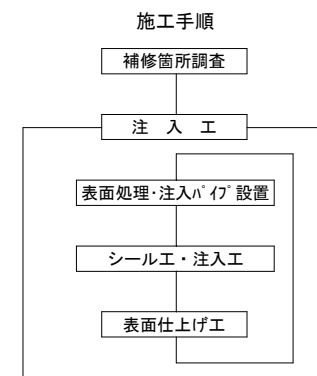 施工手順
補修箇所調査
注 入 工
表面処理・注入ﾊﾟｲﾌﾟ設置
シール工・注入工
表面仕上げ工